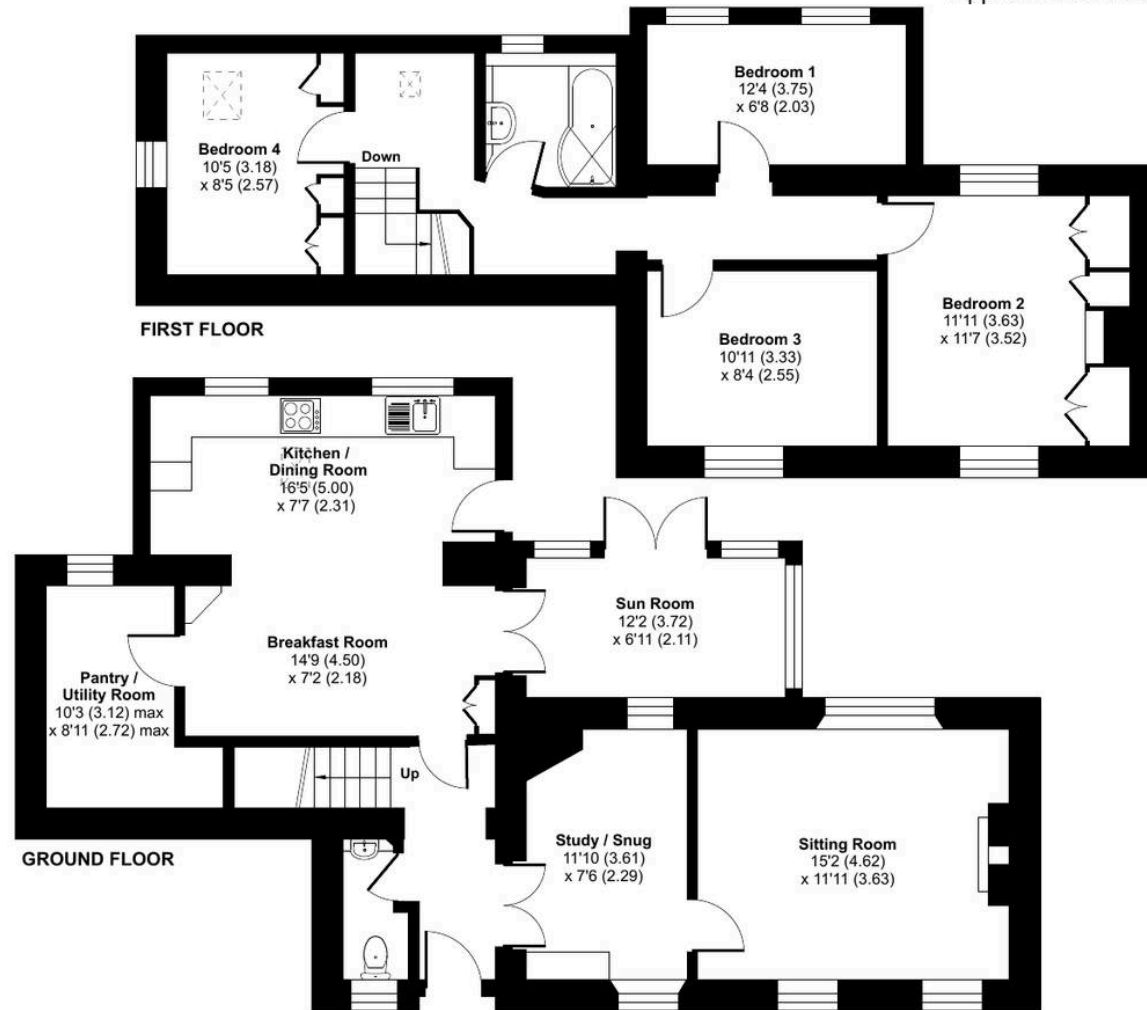 Bedroom 1
12'4 (3.75)
x 6'8 (2.03)
Bedroom 4
10'5 (3.18)
x 8'5 (2.57)
Down
Bedroom 2
11'11 (3.63)
x 11'7 (3.52)
Bedroom 3
10'11 (3.33)
x 8'4 (2.55)
FIRST FLOOR
Kitchen /
Dining Room
16'5 (5.00)
x 7'7 (2.31)
Sun Room
12'2 (3.72)
x 6'11 (2.11)
Breakfast Room
14'9 (4.50)
x 7'2 (2.18)
Pantry /
Utility Room
10'3 (3.12) max
x 8'11 (2.72) max
Up
Study / Snug
11'10 (3.61)
x 7'6 (2.29)
Sitting Room
15'2 (4.62)
x 11'11 (3.63)
GROUND FLOOR